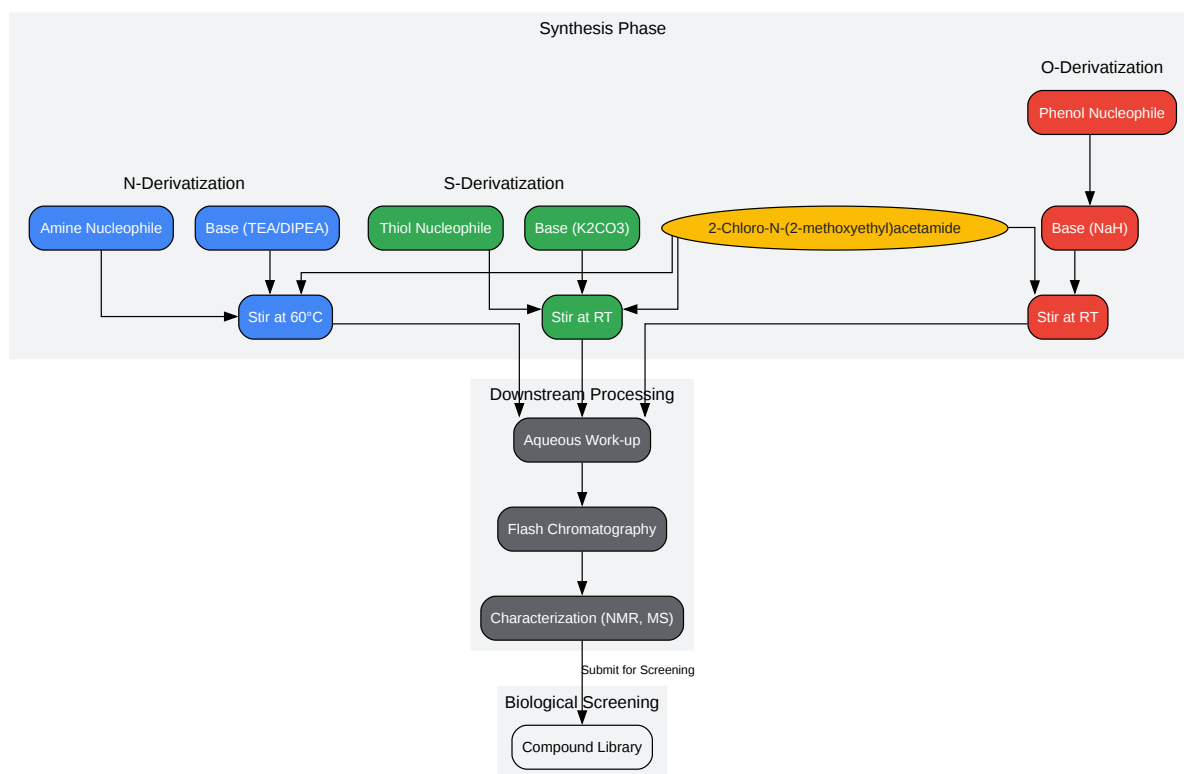 Synthesis Phase
O-Derivatization
Phenol Nucleophile
N-Derivatization
S-Derivatization
Amine Nucleophile
Base (TEA/DIPEA)
Thiol Nucleophile
Base (K2CO3)
2-Chloro-N-(2-methoxyethyl)acetamide
Base (NaH)
Stir at 60°C
Stir at RT
Stir at RT
Downstream Processing
Aqueous Work-up
Flash Chromatography
Characterization (NMR, MS)
Submit for Screening
Biological Screening
Compound Library